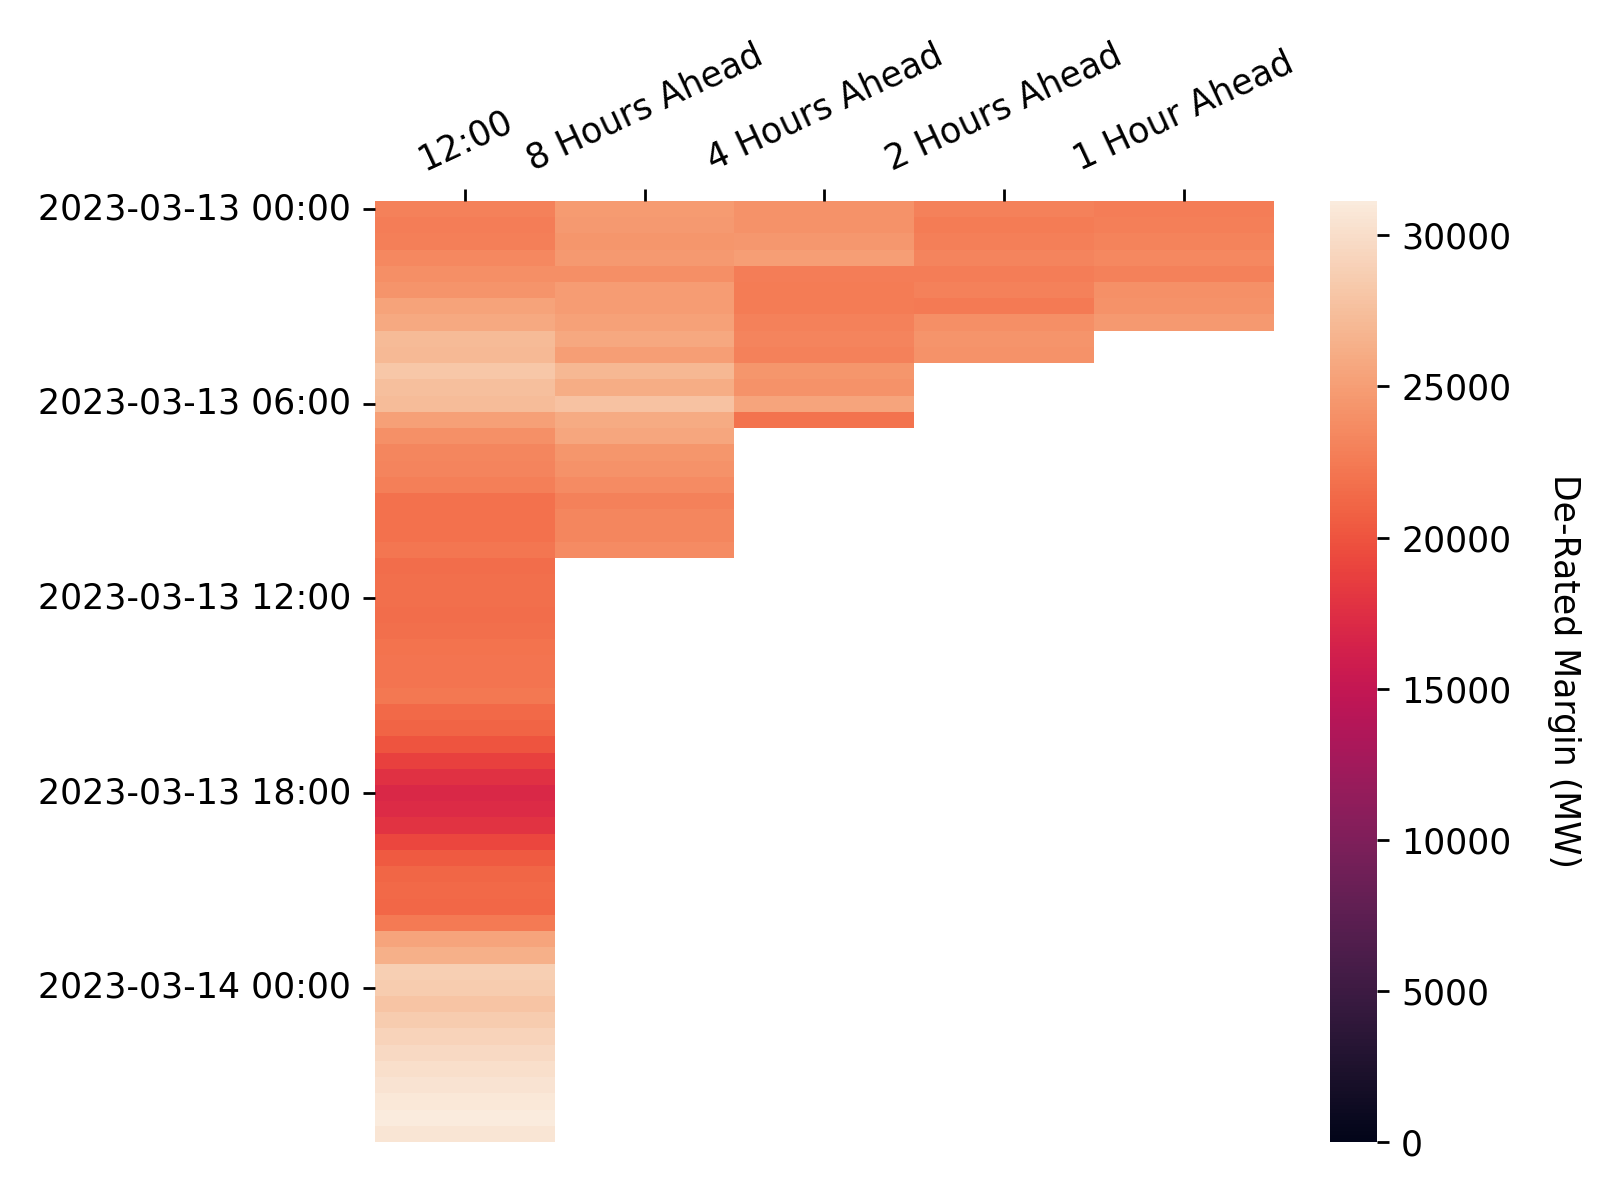 12:00
8 Hours Ahead
4 Hours Ahead
2 Hours Ahead
1 Hour Ahead
2023-03-13 00:00
2023-03-13 06:00
2023-03-13 12:00
2023-03-13 18:00
2023-03-14 00:00
30000
25000
20000
15000
10000
5000
0
De-Rated Margin (MW)